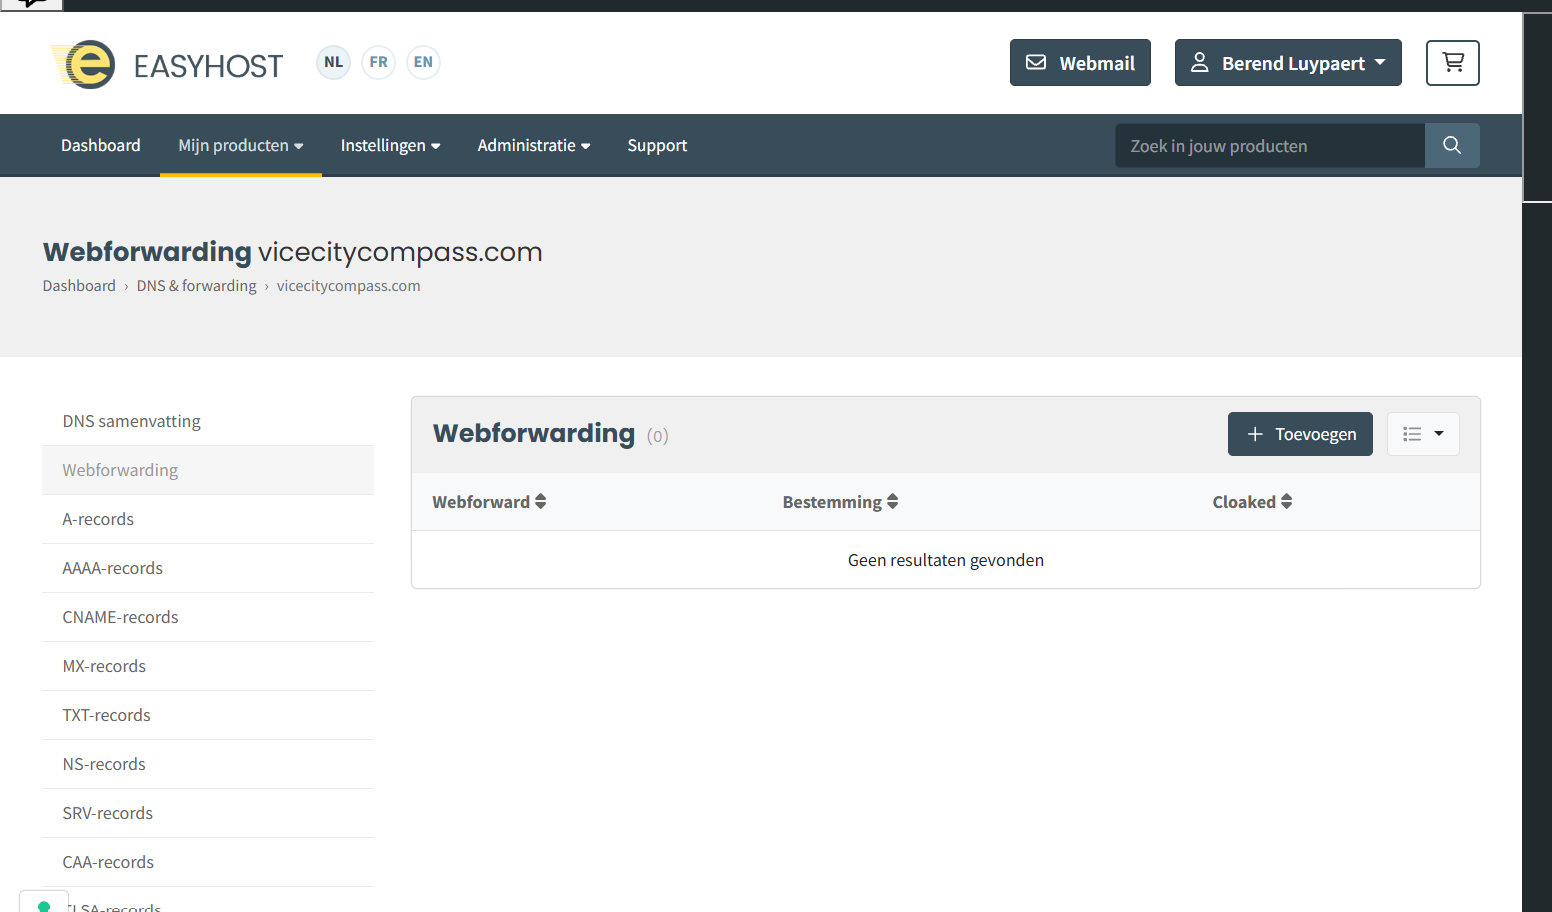 EASYHOST
NL FR EN
Webmail
Berend Luypaert
Dashboard
Mijn producten
Instellingen
Administratie
Support
Zoek in jouw producten
Webforwarding vicecitycompass.com
Dashboard › DNS & forwarding › vicecitycompass.com
DNS samenvatting
Webforwarding
A-records
AAAA-records
CNAME-records
MX-records
TXT-records
NS-records
SRV-records
CAA-records
TLSA-records
Webforwarding (0)
Toevoegen
Webforward Bestemming Cloaked
Geen resultaten gevonden